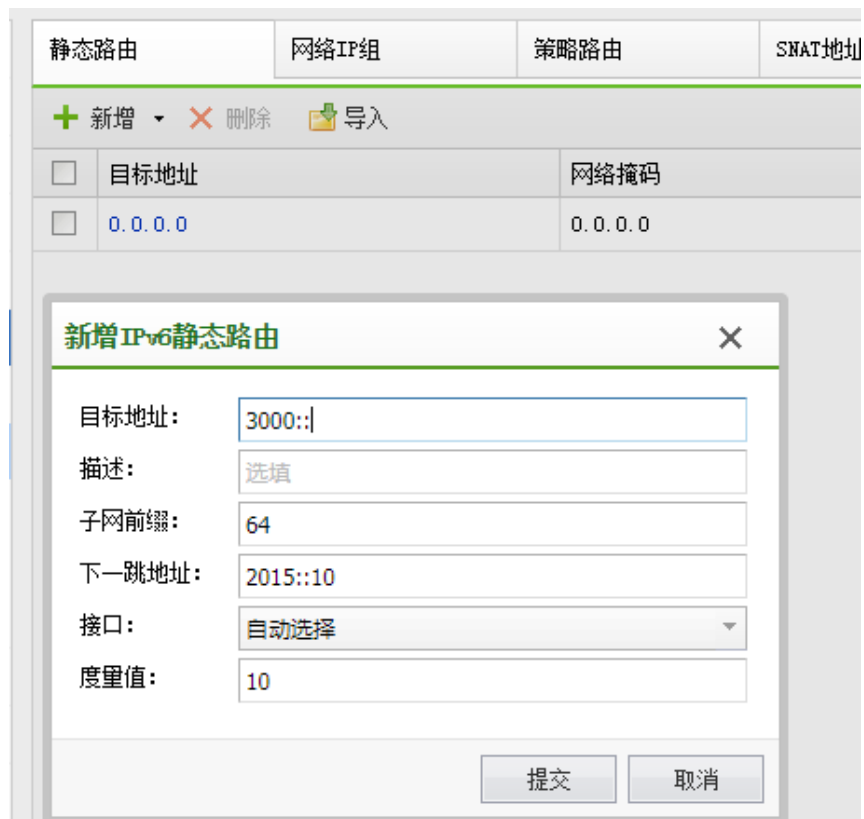 静态路由 网络IP组 策略路由 SNAT地址
新增 删除 导入
目标地址 网络掩码
0.0.0.0 0.0.0.0
新增IPv6静态路由
目标地址： 3000::
描述： 选填
子网前缀： 64
下一跳地址： 2015::10
接口： 自动选择
度量值： 10
提交 取消